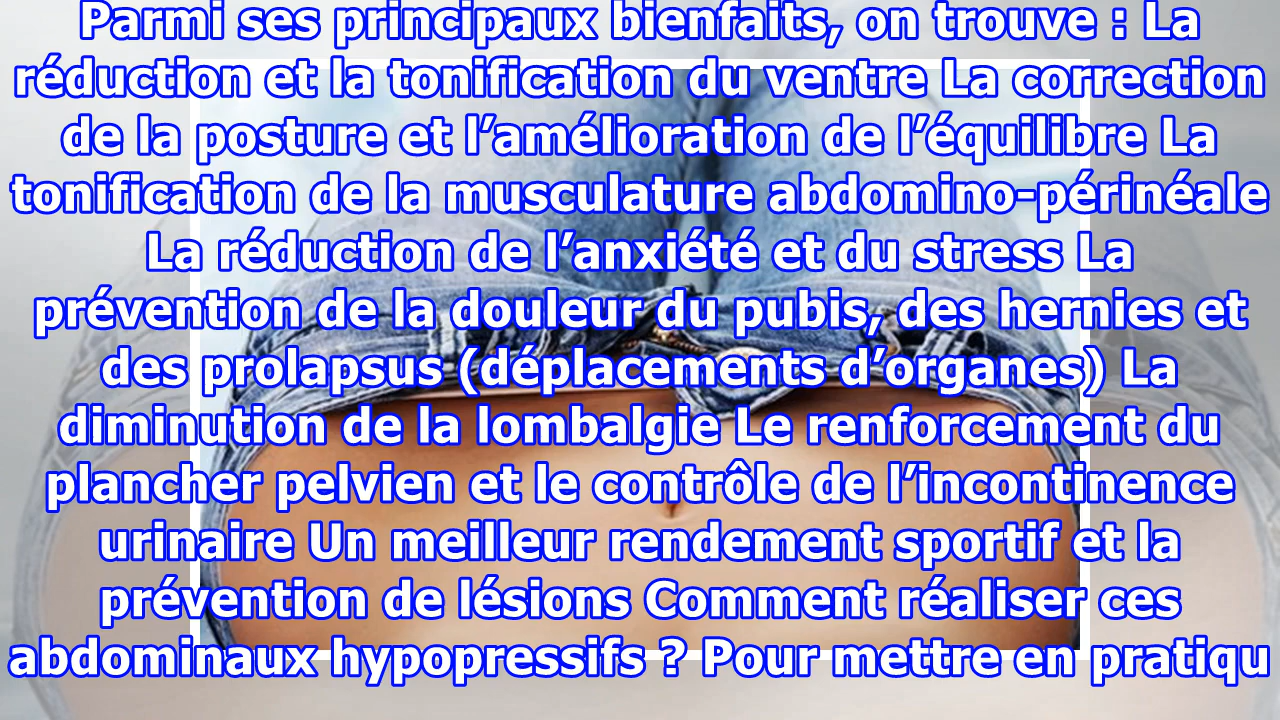 Parmi ses principaux bienfaits, on trouve : La
réduction et la tonification du ventre La correction
de la posture et l’amélioration de l’équilibre La
tonification de la musculature abdomino-périnéale
La réduction de l’anxiété et du stress La
prévention de la douleur du pubis, des hernies et
des prolapsus (déplacements d’organes) La
diminution de la lombalgie Le renforcement du
plancher pelvien et le contrôle de l’incontinence
urinaire Un meilleur rendement sportif et la
prévention de lésions Comment réaliser ces
abdominaux hypopressifs ? Pour mettre en pratiqu